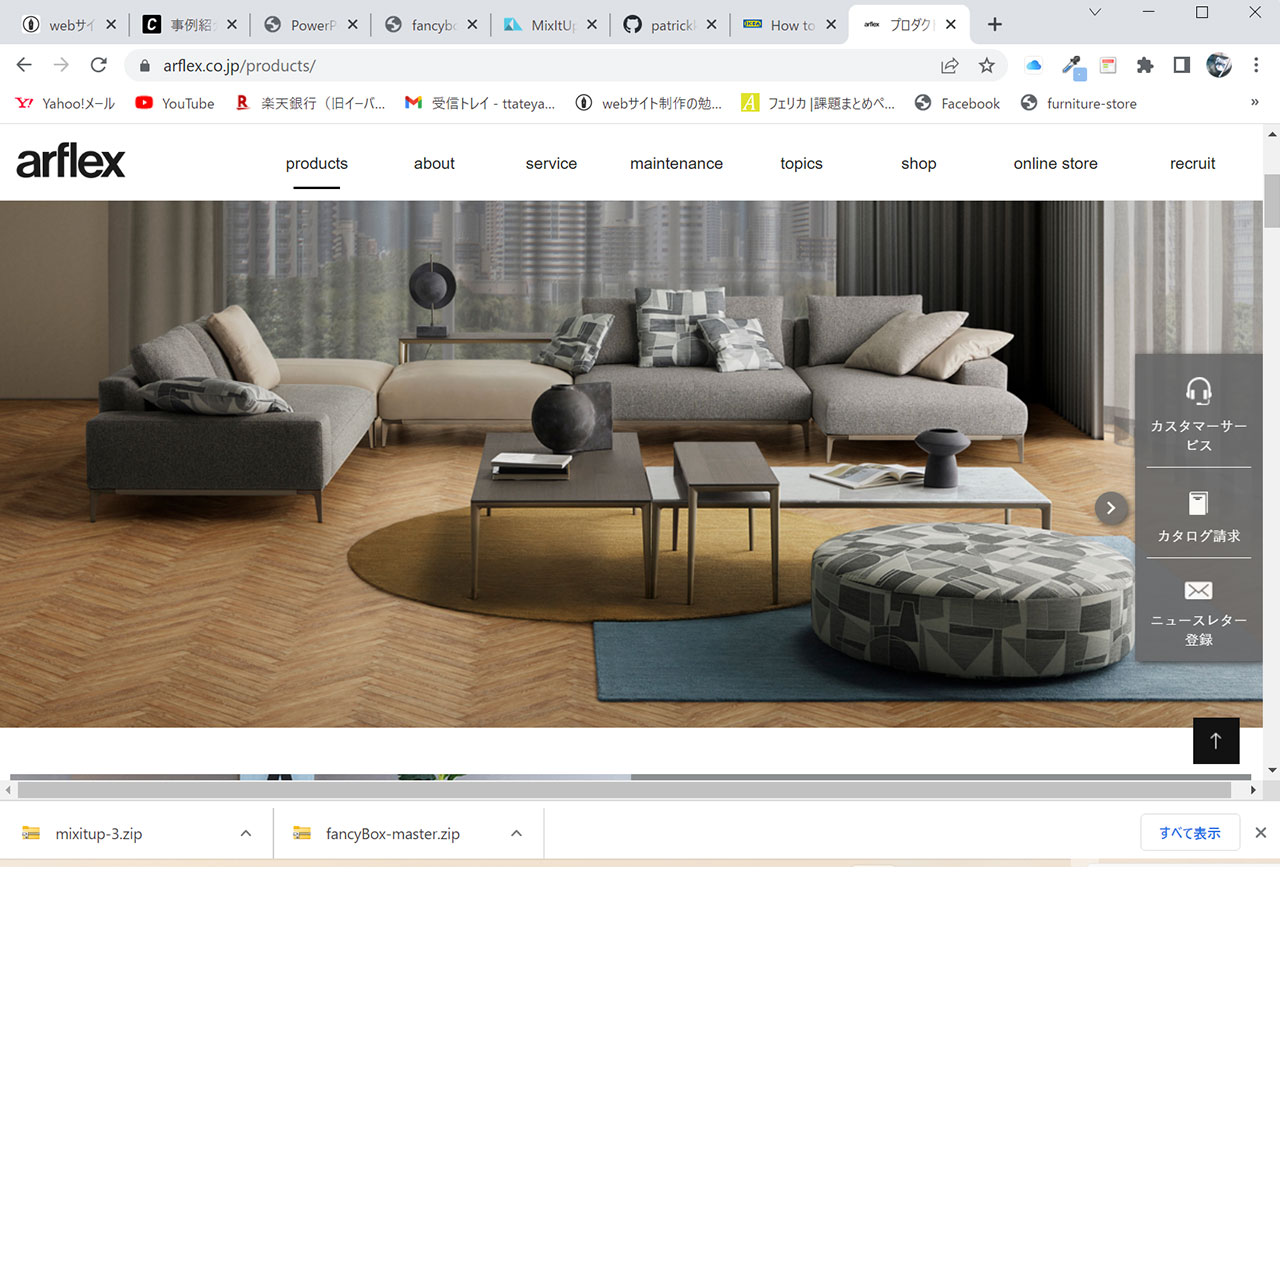 webサイ
事例紹
PowerP
fancybo
MixItUp
patrick
How to
arflex プロダク
arflex.co.jp/products/
Yahoo!メール
YouTube
楽天銀行（旧イーバ...
受信トレイ - ttateya...
webサイト制作の勉...
フェリカ |課題まとめペ...
Facebook
furniture-store
»
arflex
products
about
service
maintenance
topics
shop
online store
recruit
カスタマーサー
ビス
カタログ請求
ニュースレター
登録
mixitup-3.zip
fancyBox-master.zip
すべて表示